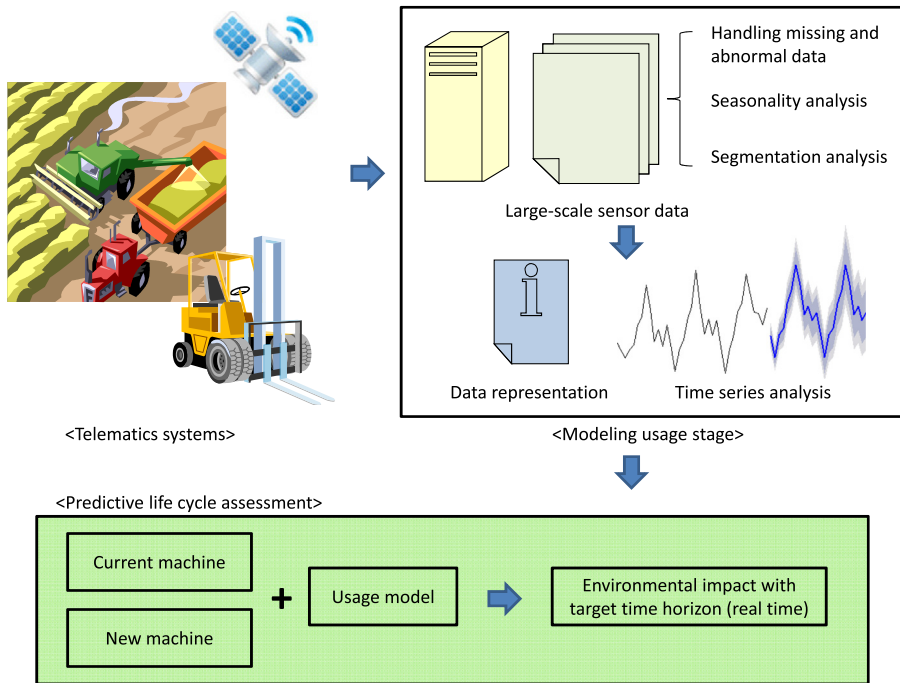 Handling missing and
abnormal data
Seasonality analysis
Segmentation analysis
Large-scale sensor data
i
Data representation
Time series analysis
<Telematics systems>
<Modeling usage stage>
<Predictive life cycle assessment>
Current machine
New machine
+
Usage model
Environmental impact with
target time horizon (real time)